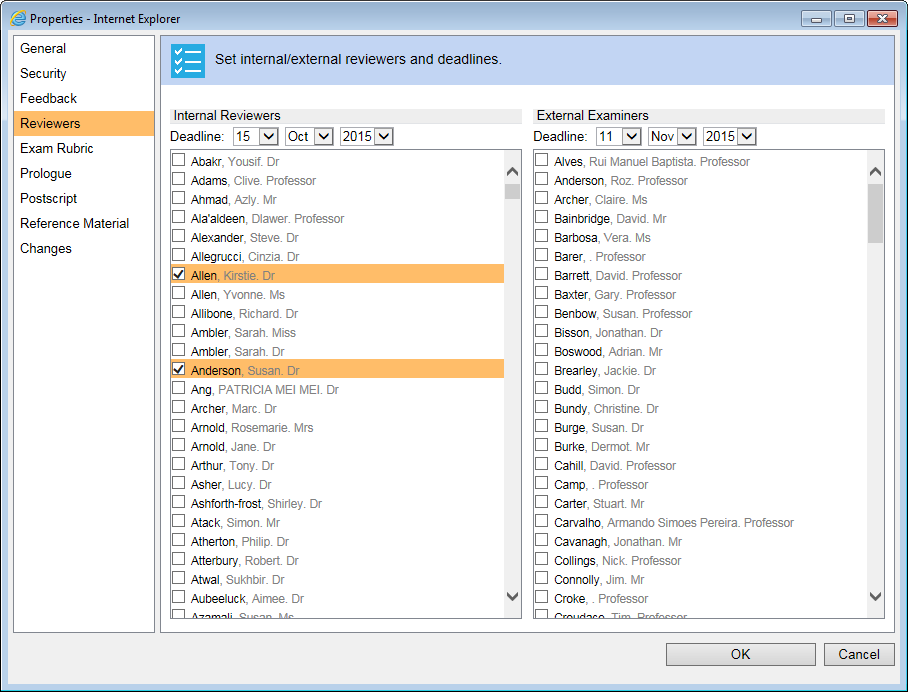 Properties - Internet Explorer
General
Security
Feedback
Reviewers
Exam Rubric
Prologue
Postscript
Reference Material
Changes
Set internal/external reviewers and deadlines.
Internal Reviewers
Deadline: 15 Oct 2015
Abakr, Yousif. Dr
Adams, Clive. Professor
Ahmad, Azly. Mr
Ala'aldeen, Dlawer. Professor
Alexander, Steve. Dr
Allegrucci, Cinzia. Dr
Allen, Kirstie. Dr
Allen, Yvonne. Ms
Allibone, Richard. Dr
Ambler, Sarah. Miss
Ambler, Sarah. Dr
Anderson, Susan. Dr
Ang, PATRICIA MEI MEI. Dr
Archer, Marc. Dr
Arnold, Rosemarie. Mrs
Arnold, Jane. Dr
Arthur, Tony. Dr
Asher, Lucy. Dr
Ashforth-frost, Shirley. Dr
Atack, Simon. Mr
Atherton, Philip. Dr
Atterbury, Robert. Dr
Atwal, Sukhbir. Dr
Aubeeluck, Aimee. Dr
Azamali, Susan. Ms
External Examiners
Deadline: 11 Nov 2015
Alves, Rui Manuel Baptista. Professor
Anderson, Roz. Professor
Archer, Claire. Ms
Bainbridge, David. Mr
Barbosa, Vera. Ms
Barer, . Professor
Barrett, David. Professor
Baxter, Gary. Professor
Benbow, Susan. Professor
Bisson, Jonathan. Dr
Boswood, Adrian. Mr
Brearley, Jackie. Dr
Budd, Simon. Dr
Bundy, Christine. Dr
Burge, Susan. Dr
Burke, Dermot. Mr
Cahill, David. Professor
Camp, . Professor
Carter, Stuart. Mr
Carvalho, Armando Simoes Pereira. Professor
Cavanagh, Jonathan. Mr
Collings, Nick. Professor
Connolly, Jim. Mr
Croke, . Professor
Croudace, Tim. Professor
OK
Cancel